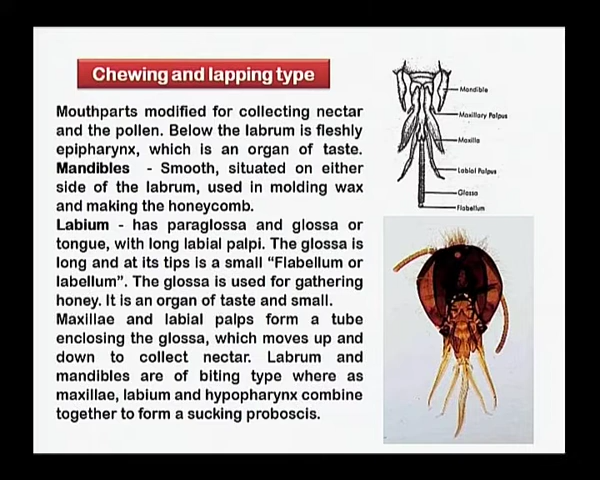 Chewing and lapping type
Mouthparts modified for collecting nectar
and the pollen. Below the labrum is fleshly
epipharynx, which is an organ of taste.
Mandibles - Smooth, situated on either
side of the labrum, used in molding wax
and making the honeycomb.
Labium - has paraglossa and glossa or
tongue, with long labial palpi. The glossa is
long and at its tips is a small “Flabellum or
labellum”. The glossa is used for gathering
honey. It is an organ of taste and small.
Maxillae and labial palps form a tube
enclosing the glossa, which moves up and
down to collect nectar. Labrum and
mandibles are of biting type where as
maxillae, labium and hypopharynx combine
together to form a sucking proboscis.
Mandible
Maxillary Palpus
Maxilla
Labial Palpus
Glossa
Flabellum